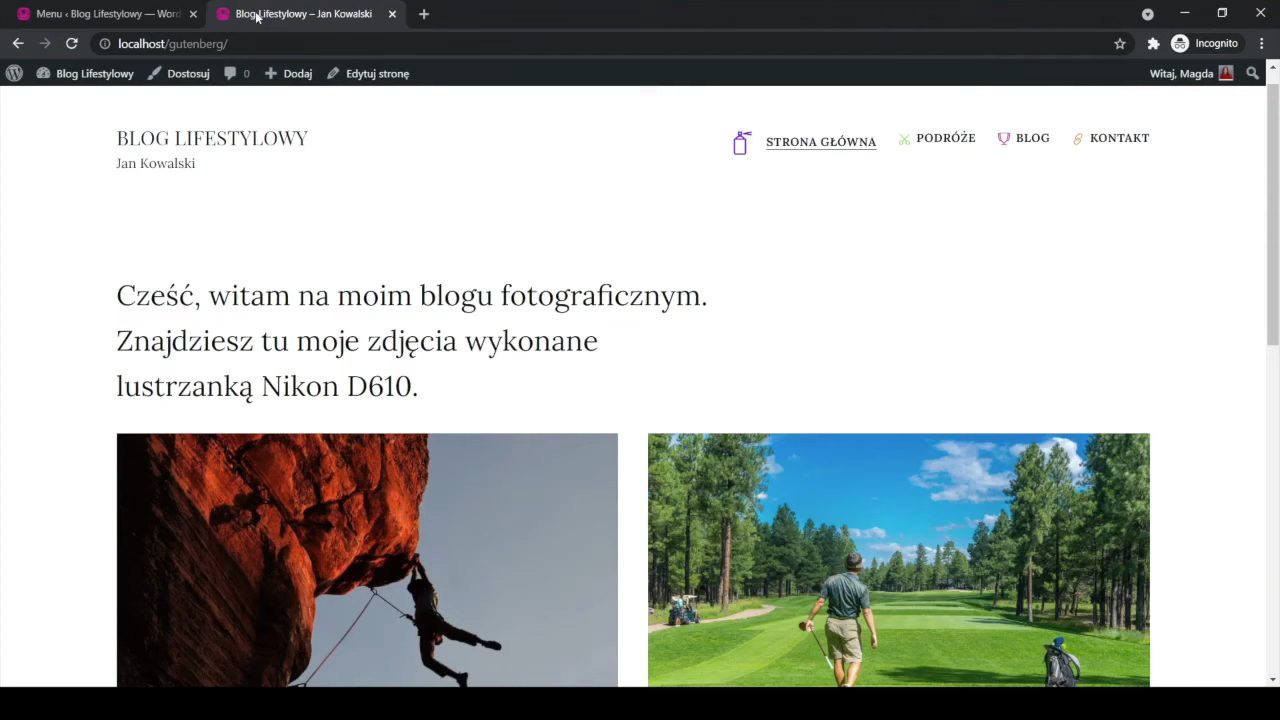 Menu ‹ Blog Lifestylowy — Word
Blog Lifestylowy – Jan Kowalski
localhost/gutenberg/
Incognito
Blog Lifestylowy
Dostosuj
0
Dodaj
Edytuj stronę
Witaj, Magda
BLOG LIFESTYLOWY
Jan Kowalski
STRONA GŁÓWNA
PODRÓŻE
BLOG
KONTAKT
Cześć, witam na moim blogu fotograficznym.
Znajdziesz tu moje zdjęcia wykonane
lustrzanką Nikon D610.